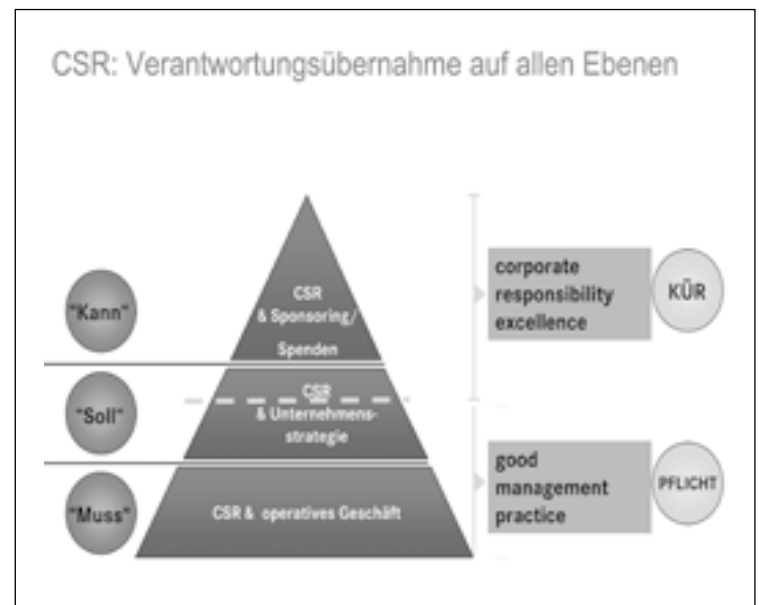 CSR: Verantwortungsübernahme auf allen Ebenen
"Kann"
CSR
& Sponsoring/
Spenden
corporate
responsibility
excellence
KÜR
"Soll"
CSR
& Unternehmens-
strategie
"Muss"
CSR & operatives Geschäft
good
management
practice
PFLICHT